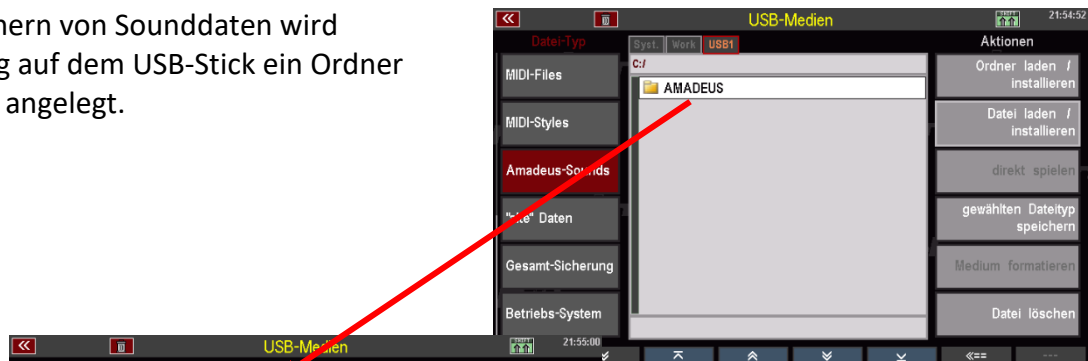 nern von Sounddaten wird
g auf dem USB-Stick ein Ordner
angelegt.
USB-Medien
21:54:52
Datei-Typ
Syst. Work USB1
Aktionen
C:/
AMADEUS
MIDI-Files
MIDI-Styles
Amadeus-Sounds
Daten
Gesamt-Sicherung
Betriebs-System
Ordner laden /
installieren
Datei laden /
installieren
direkt spielen
gewählten Dateityp
speichern
Medium formatieren
Datei löschen
«== ---
USB-Medien
21:55:00